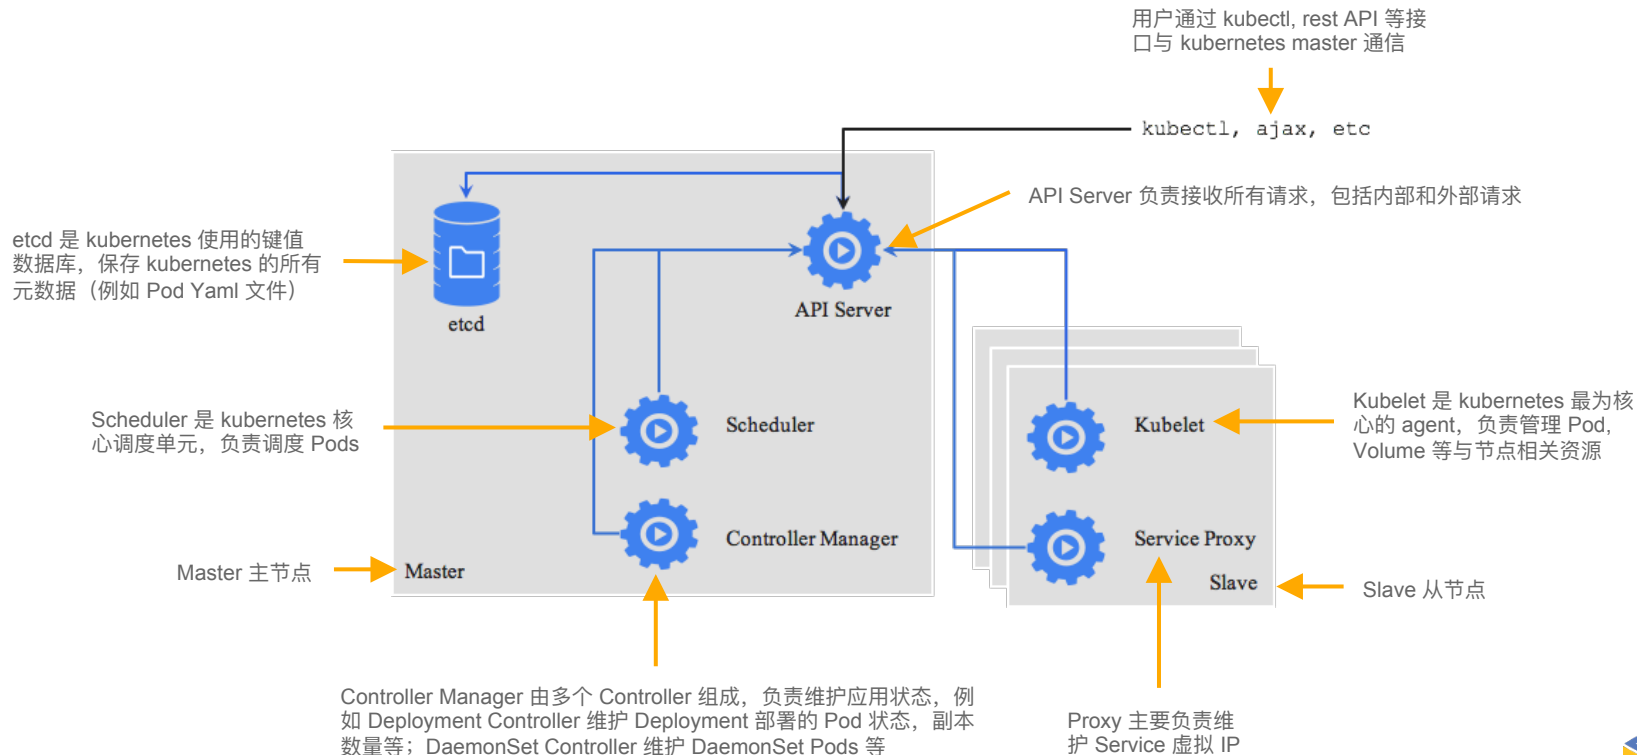 用户通过 kubectl, rest API 等接
口与 kubernetes master 通信
kubectl, ajax, etc
API Server 负责接收所有请求，包括内部和外部请求
etcd 是 kubernetes 使用的键值
数据库，保存 kubernetes 的所有
元数据（例如 Pod Yaml 文件）
etcd
API Server
Scheduler 是 kubernetes 核
心调度单元，负责调度 Pods
Scheduler
Kubelet
Kubelet 是 kubernetes 最为核
心的 agent，负责管理 Pod,
Volume 等与节点相关资源
Controller Manager
Service Proxy
Master 主节点
Master
Slave
Slave 从节点
Controller Manager 由多个 Controller 组成，负责维护应用状态，例
如 Deployment Controller 维护 Deployment 部署的 Pod 状态，副本
数量等；DaemonSet Controller 维护 DaemonSet Pods 等
Proxy 主要负责维
护 Service 虚拟 IP